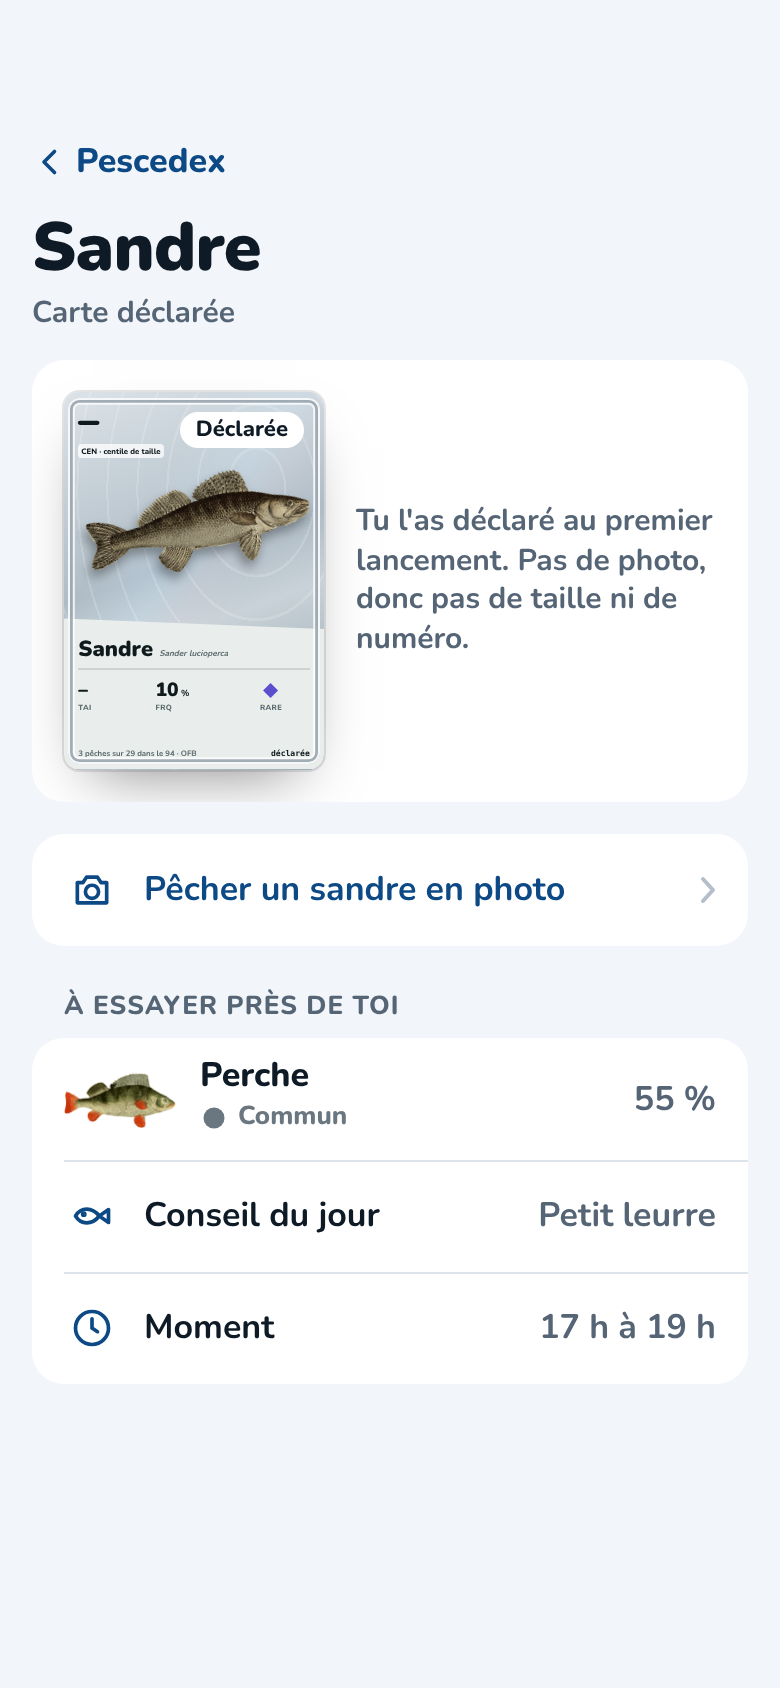 Pescedex
Sandre
Carte déclarée
–
Déclarée
CEN · centile de taille
Sandre Sander lucioperca
– 10 %
TAI FRQ RARE
3 pêches sur 29 dans le 94 · OFB déclarée
Tu l'as déclaré au premier
lancement. Pas de photo,
donc pas de taille ni de
numéro.
Pêcher un sandre en photo
À ESSAYER PRÈS DE TOI
Perche
Commun
55 %
Conseil du jour Petit leurre
Moment 17 h à 19 h